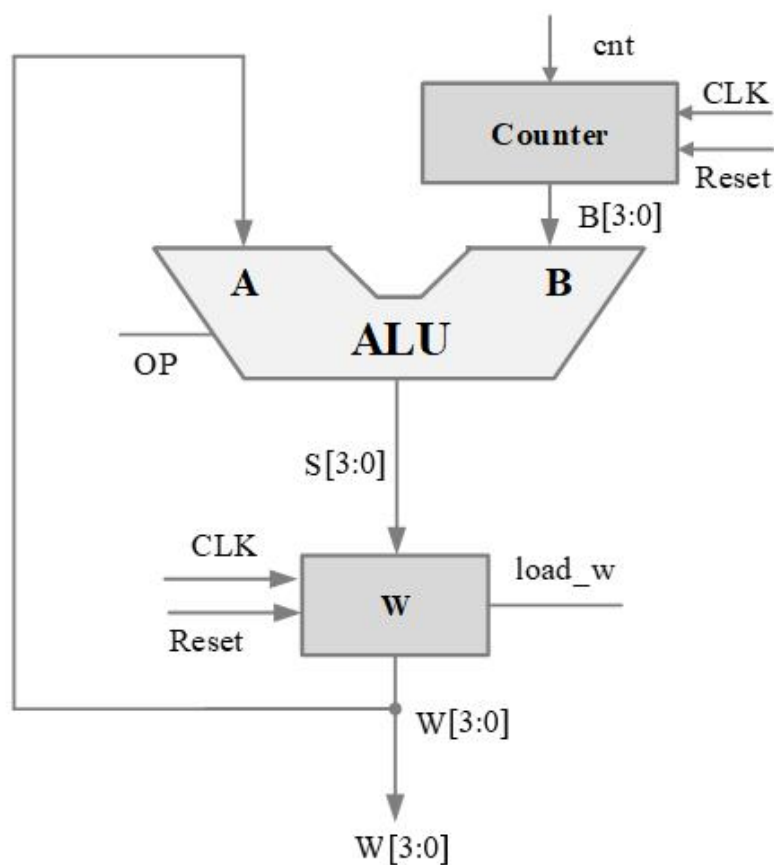 cnt
CLK
Counter
Reset
B[3:0]
A
B
ALU
OP
S[3:0]
CLK
load_w
W
Reset
W[3:0]
W[3:0]